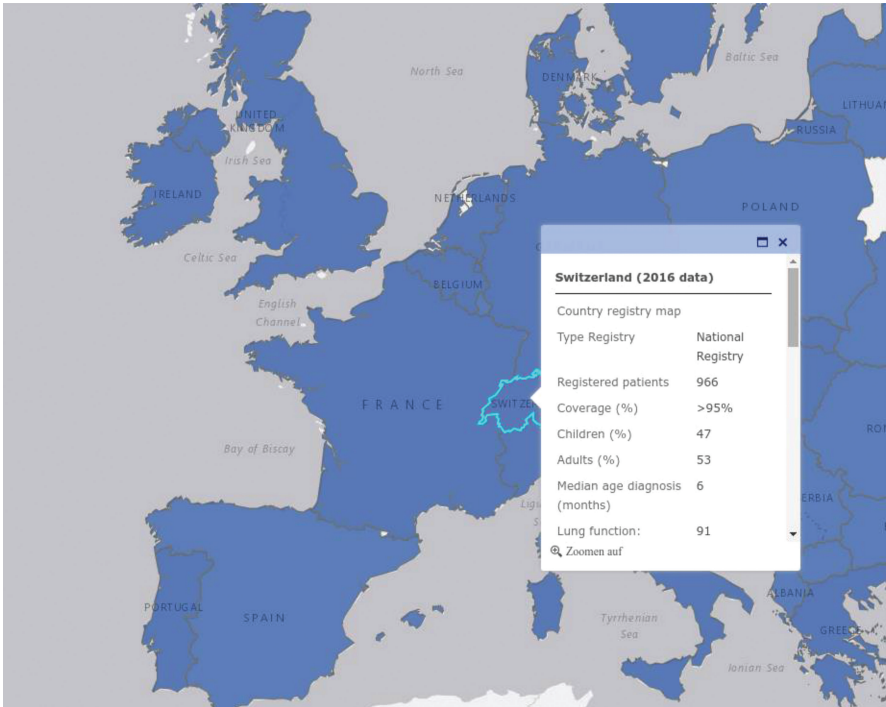 North Sea
Baltic Sea
DENMARK
UNITED
KINGDOM
LITHUA
RUSSIA
Irish Sea
IRELAND
NETHERLANDS
POLAND
Celtic Sea
BELGIUM
English
Channel
Switzerland (2016 data)
Country registry map
Type Registry National
Registry
Registered patients 966
Coverage (%) >95%
Children (%) 47
Adults (%) 53
Median age diagnosis 6
(months)
Lung function: 91
Zoomen auf
FRANCE
SWITZE
RO
Bay of Biscay
Ligu
S
ERBIA
PORTUGAL
SPAIN
ALBANIA
Tyrrhenian
Sea
GREECE
Ionian Sea